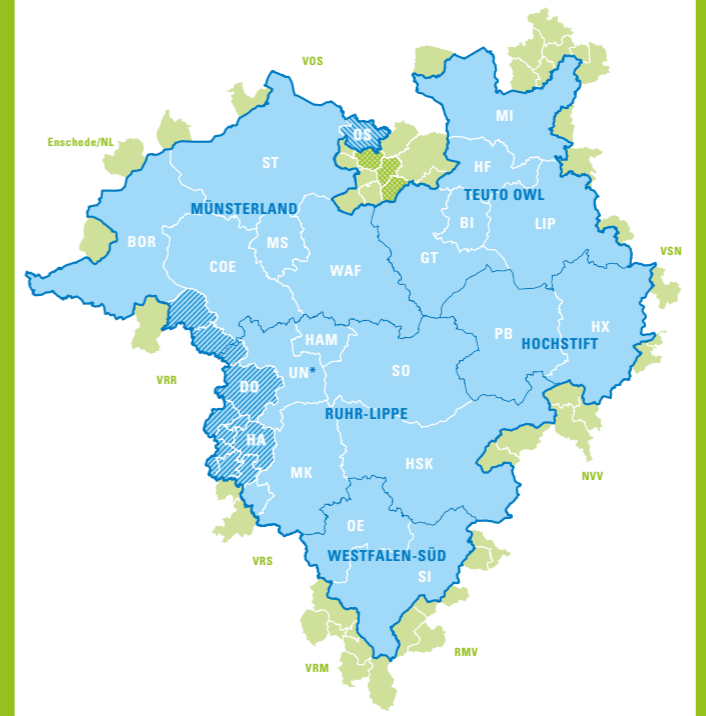 VOS
MI
OS
Enschede/NL
ST
HF
TEUTO OWL
MÜNSTERLAND
BI
LIP
BOR
MS
COE
WAF
GT
VSN
PB
HX
HAM
HOCHSTIFT
UN*
SO
VRR
DO
RUHR-LIPPE
HA
HSK
MK
NVV
OE
WESTFALEN-SÜD
VRS
SI
RMV
VRM